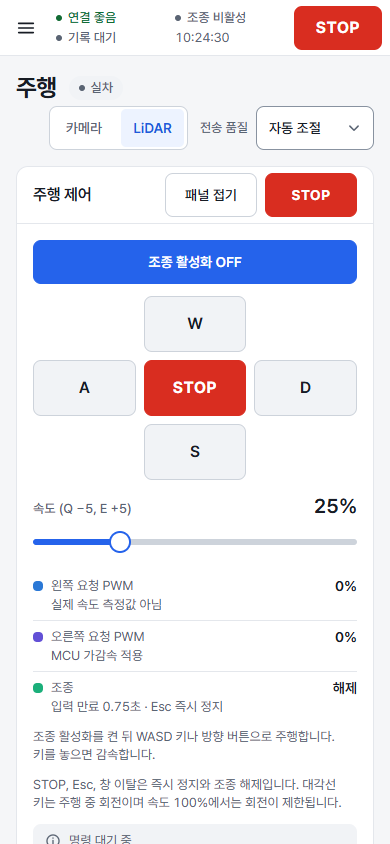 연결 좋음
조종 비활성
기록 대기
10:24:30
STOP
주행
실차
카메라
LiDAR
전송 품질
자동 조절
주행 제어
패널 접기
STOP
조종 활성화 OFF
W
A
STOP
D
S
속도 (Q −5, E +5)
25%
왼쪽 요청 PWM
0%
실제 속도 측정값 아님
오른쪽 요청 PWM
0%
MCU 가감속 적용
조종
해제
입력 만료 0.75초 · Esc 즉시 정지
조종 활성화를 켠 뒤 WASD 키나 방향 버튼으로 주행합니다.
키를 놓으면 감속합니다.
STOP, Esc, 창 이탈은 즉시 정지와 조종 해제입니다. 대각선
키는 주행 중 회전이며 속도 100%에서는 회전이 제한됩니다.
명령 대기 중